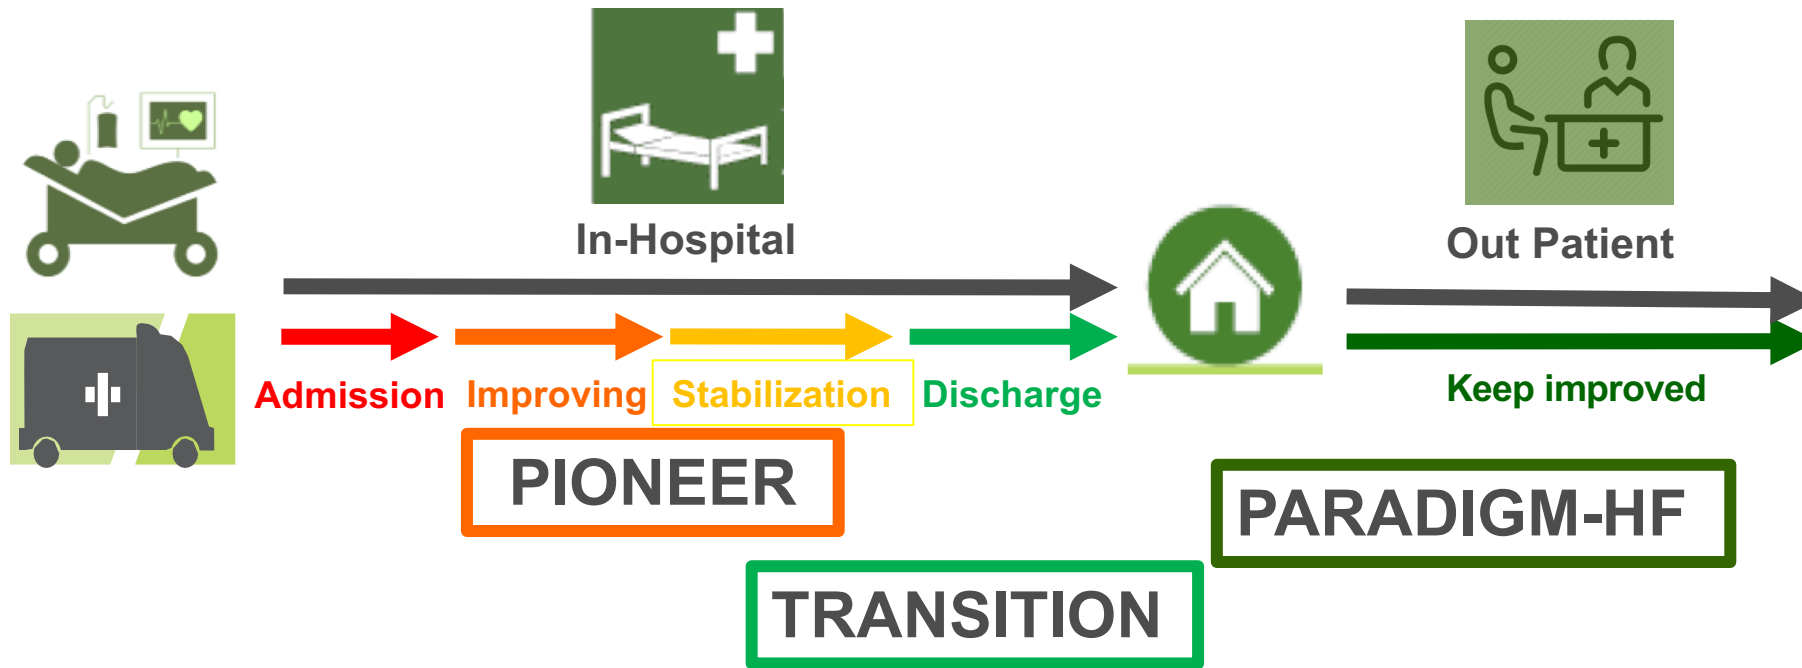 In-Hospital
Out Patient
Admission
Improving
Stabilization
Discharge
Keep improved
PIONEER
PARADIGM-HF
TRANSITION